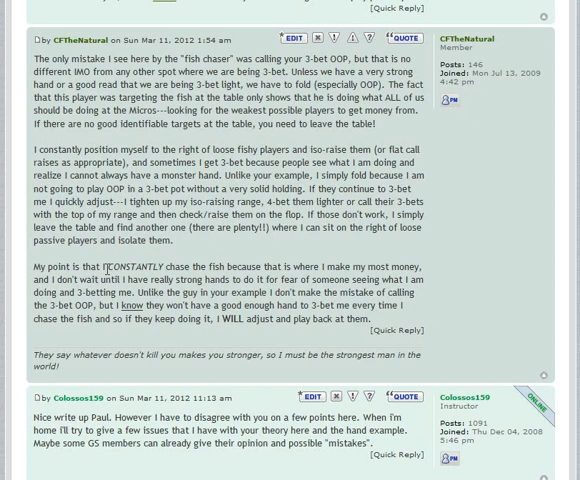 [Quick Reply]
by CFTheNatural on Sun Mar 11, 2012 1:54 am
EDIT
QUOTE
CFTheNatural
Member
Posts: 146
Joined: Mon Jul 13, 2009
4:42 pm
PM
The only mistake I see here by the "fish chaser" was calling your 3-bet OOP, but that is no
different IMO from any other spot where we are being 3-bet. Unless we have a very strong
hand or a good read that we are being 3-bet light, we have to fold (especially OOP). The fact
that this player was targeting the fish at the table only shows that he is doing what ALL of us
should be doing at the Micros---looking for the weakest possible players to get money from.
If there are no good identifiable targets at the table, you need to leave the table!
I constantly position myself to the right of loose fishy players and iso-raise them (or flat call
raises as appropriate), and sometimes I get 3-bet because people see what I am doing and
realize I cannot always have a monster hand. Unlike your example, I simply fold because I am
not going to play OOP in a 3-bet pot without a very solid holding. If they continue to 3-bet
me I quickly adjust---I tighten up my iso-raising range, 4-bet them lighter or call their 3-bets
with the top of my range and then check/raise them on the flop. If those don't work, I simply
leave the table and find another one (there are plenty!!) where I can sit on the right of loose
passive players and isolate them.
My point is that I CONSTANTLY chase the fish because that is where I make my most money,
and I don't wait until I have really strong hands to do it for fear of someone seeing what I am
doing and 3-betting me. Unlike the guy in your example I don't make the mistake of calling
the 3-bet OOP, but I know they won't have a good enough hand to 3-bet me every time I
chase the fish and so if they keep doing it, I WILL adjust and play back at them.
[Quick Reply]
They say whatever doesn't kill you makes you stronger, so I must be the strongest man in the
world!
by Colossos159 on Sun Mar 11, 2012 11:13 am
EDIT
QUOTE
Colossos159
Instructor
ONLINE
Posts: 1091
Joined: Thu Dec 04, 2008
5:46 pm
PM
Nice write up Paul. However I have to disagree with you on a few points here. When i'm
home i'll try to give a few issues that I have with your theory here and the hand example.
Maybe some GS members can already give their opinion and possible "mistakes".
[Quick Reply]